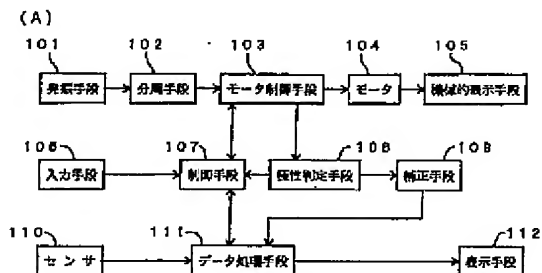 (A)
101 102 103 104 105
発振手段 分周手段 モータ制御手段 モータ 機械的表示手段
106 107 108 109
入力手段 制御手段 極性判定手段 補正手段
110 111 112
センサ データ処理手段 表示手段